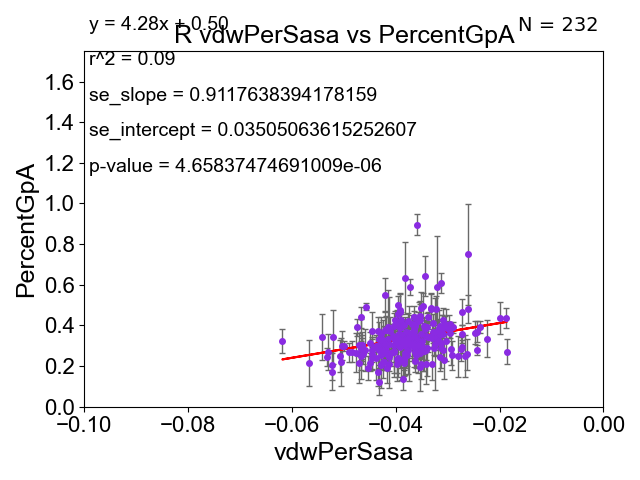 y = 4.28x + 0.50
N = 232
R vdwPerSasa vs PercentGpA
r^2 = 0.09
se_slope = 0.9117638394178159
se_intercept = 0.03505063615252607
p-value = 4.65837474691009e-06
1.6
1.4
1.2
1.0
0.8
0.6
0.4
0.2
0.0
PercentGpA
−0.10
−0.08
−0.06
−0.04
−0.02
0.00
vdwPerSasa